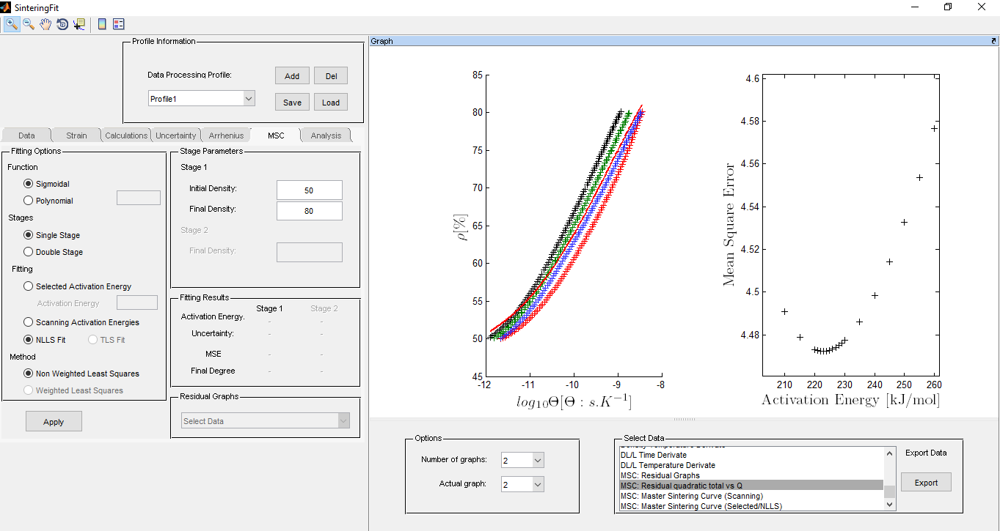 SinteringFit
Profile Information
Data Processing Profile:
Add
Del
Profile1
Save
Load
Data
Strain
Calculations
Uncertainty
Arrhenius
MSC
Analysis
Fitting Options
Function
Sigmoidal
Polynomial
Stages
Single Stage
Double Stage
Fitting
Selected Activation Energy
Activation Energy
Scanning Activation Energies
NLLS Fit
TLS Fit
Method
Non Weighted Least Squares
Weighted Least Squares
Apply
Stage Parameters
Stage 1
Initial Density:
50
Final Density:
80
Stage 2
Final Density:
Fitting Results
Stage 1
Stage 2
Activation Energy.
-
-
Uncertainty:
-
-
MSE
-
-
Final Degree
-
-
Residual Graphs
Select Data
Graph
85
80
75
70
65
60
55
50
45
-12
-11
-10
-9
-8
ρ[%]
log₁₀Θ[Θ : s.K⁻¹]
4.6
4.58
4.56
4.54
4.52
4.5
4.48
210
220
230
240
250
260
Mean Square Error
Activation Energy [kJ/mol]
Options
Number of graphs:
2
Actual graph:
2
Select Data
Density Temperature Derivate
DL/L Time Derivate
DL/L Temperature Derivate
MSC: Residual Graphs
MSC: Residual quadratic total vs Q
MSC: Master Sintering Curve (Scanning)
MSC: Master Sintering Curve (Selected/NLLS)
Export Data
Export